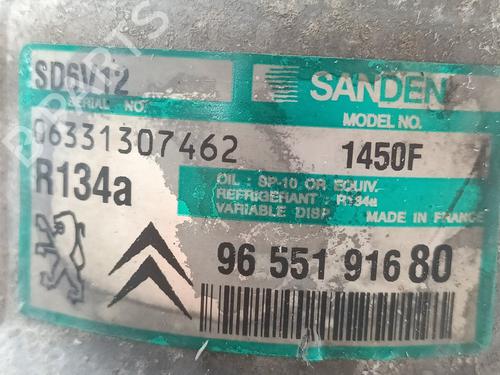 SD6V12
SANDEN
SERIAL NO.
MODEL NO.
06331307462
1450F
R134a
OIL : SP-10 OR EQUIV.
REFRIGERANT : R134a
VARIABLE DISP.
MADE IN FRANCE
96 551 916 80